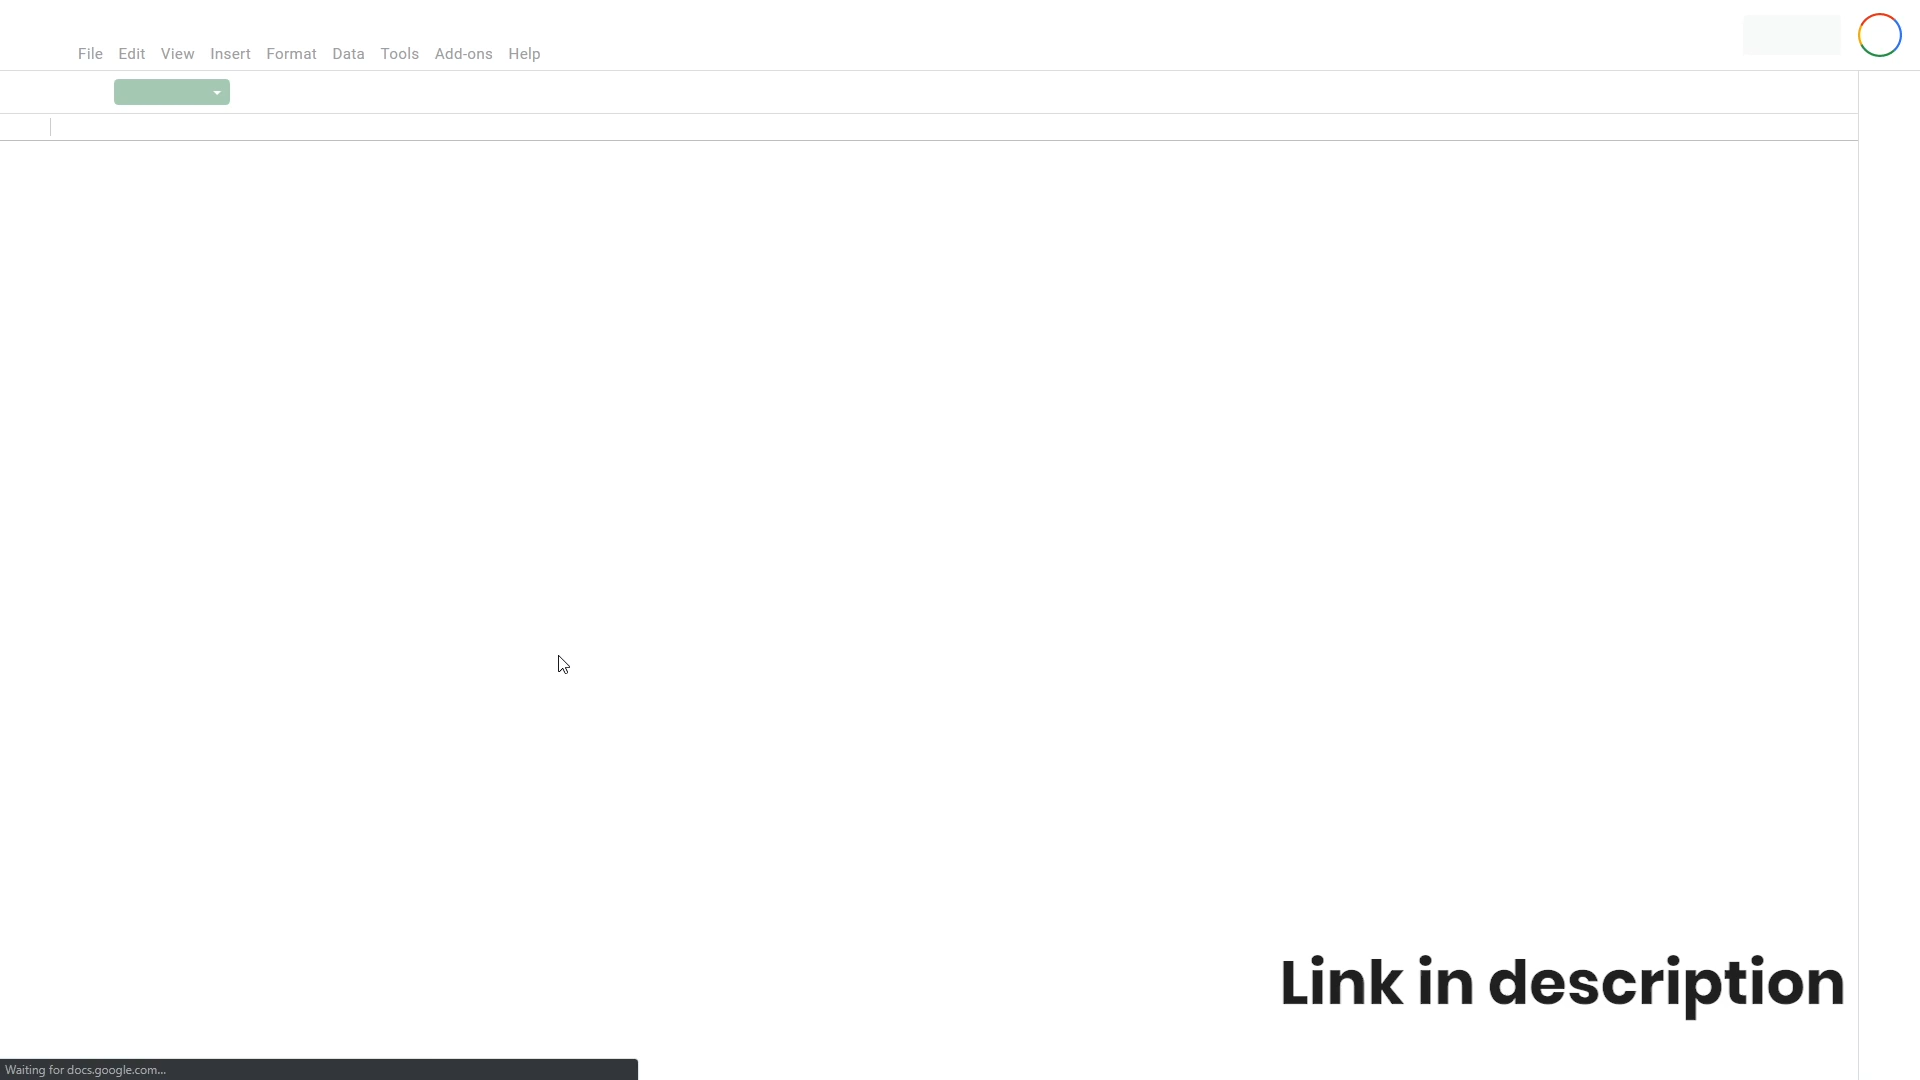 File Edit View Insert Format Data Tools Add-ons Help
Link in description
Waiting for docs.google.com...